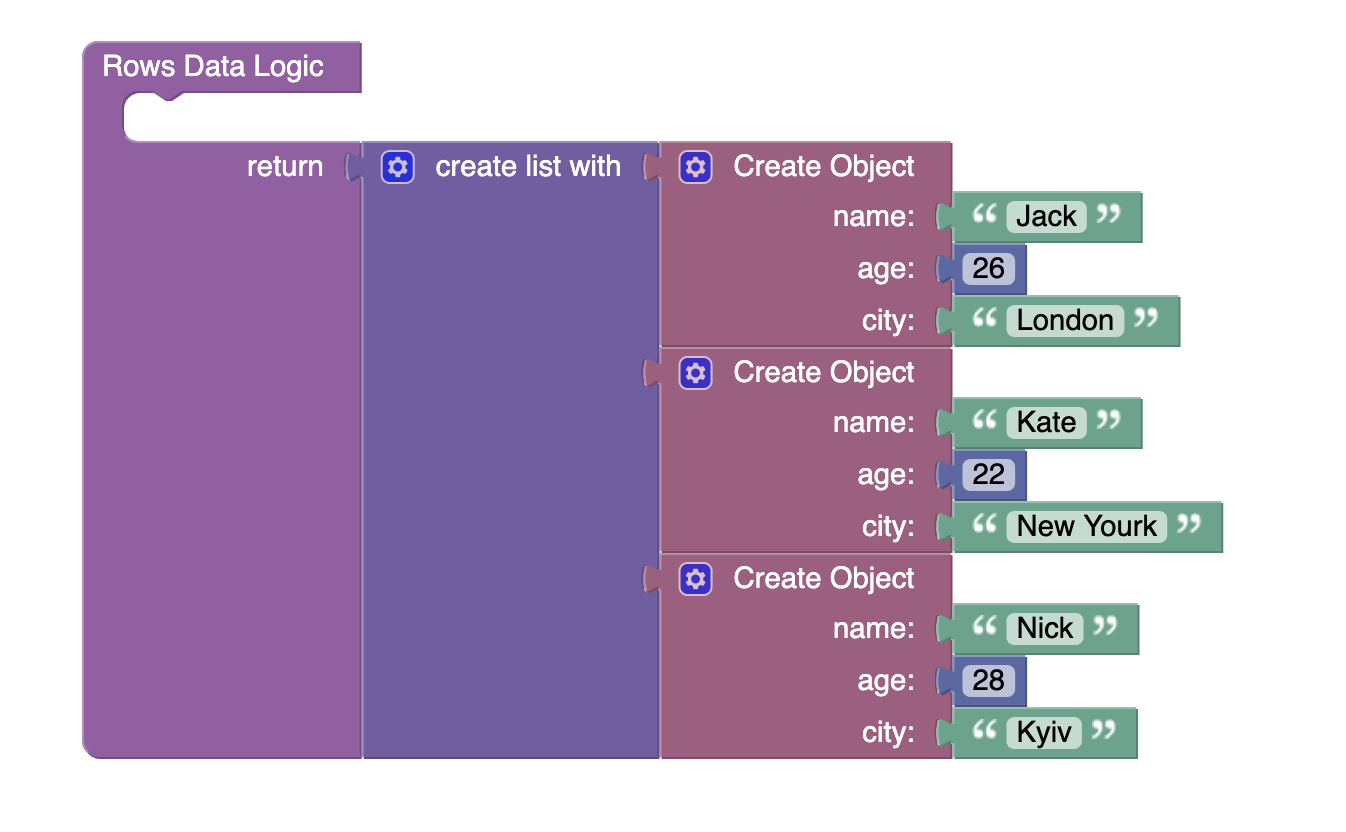 Rows Data Logic
return create list with Create Object
name: “ Jack ”
age: 26
city: “ London ”
Create Object
name: “ Kate ”
age: 22
city: “ New Yourk ”
Create Object
name: “ Nick ”
age: 28
city: “ Kyiv ”